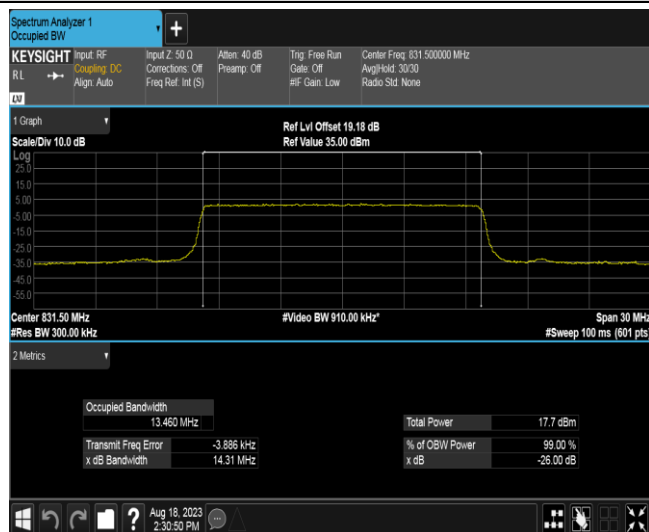 Spectrum Analyzer 1
Occupied BW
+
KEYSIGHT
RL
LXI
Input: RF
Coupling: DC
Align: Auto
Input Z: 50 Ω
Corrections: Off
Freq Ref: Int (S)
Atten: 40 dB
Preamp: Off
Trig: Free Run
Gate: Off
#IF Gain: Low
Center Freq: 831.500000 MHz
Avg|Hold: 30/30
Radio Std: None
1 Graph
Scale/Div 10.0 dB
Ref Lvl Offset 19.18 dB
Ref Value 35.00 dBm
Log
25.0
15.0
5.00
-5.00
-15.0
-25.0
-35.0
-45.0
-55.0
Center 831.50 MHz
#Res BW 300.00 kHz
#Video BW 910.00 kHz*
Span 30 MHz
#Sweep 100 ms (601 pts)
2 Metrics
Occupied Bandwidth
13.460 MHz
Transmit Freq Error -3.886 kHz
x dB Bandwidth 14.31 MHz
Total Power 17.7 dBm
% of OBW Power 99.00 %
x dB -26.00 dB
?
Aug 18, 2023
2:30:50 PM